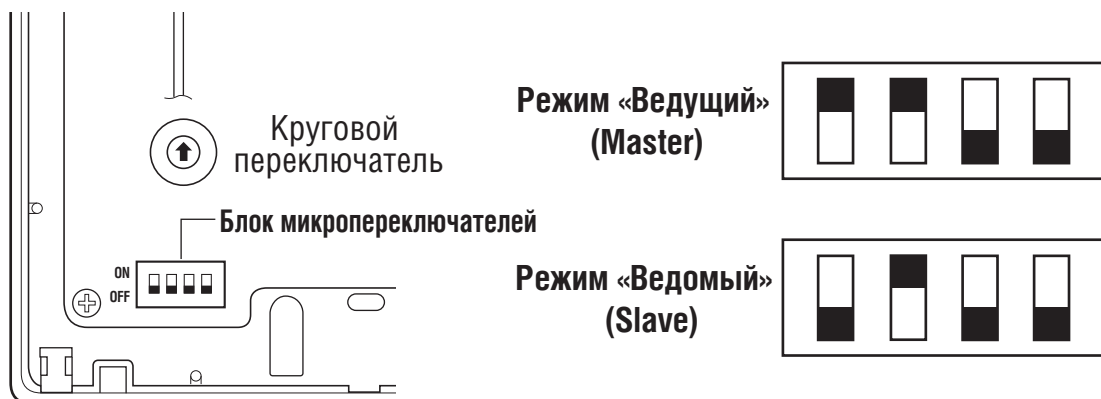 Круговой
переключатель
Блок микропереключателей
ON
OFF
Режим «Ведущий»
(Master)
Режим «Ведомый»
(Slave)